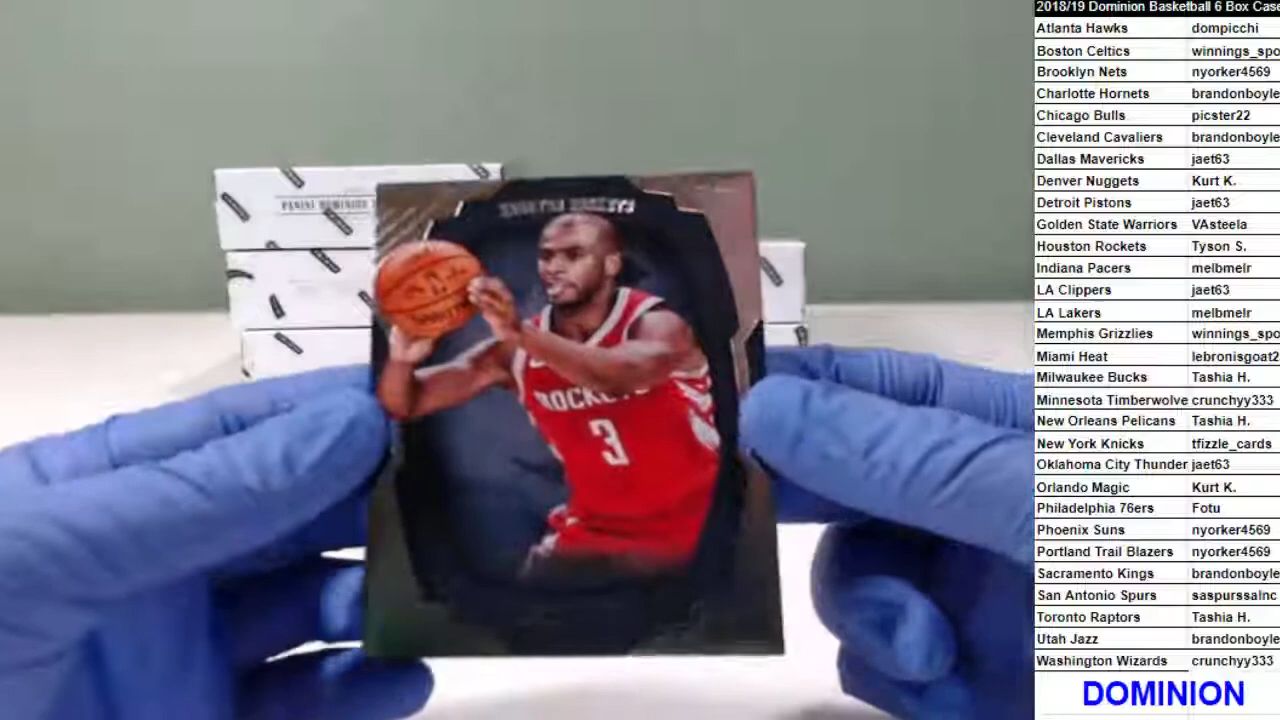 2018/19 Dominion Basketball 6 Box Case
Atlanta Hawks dompicchi
Boston Celtics winnings_spo
Brooklyn Nets nyorker4569
Charlotte Hornets brandonboyle
Chicago Bulls picster22
Cleveland Cavaliers brandonboyle
Dallas Mavericks jaet63
Denver Nuggets Kurt K.
Detroit Pistons jaet63
Golden State Warriors VAsteela
Houston Rockets Tyson S.
Indiana Pacers melbmelr
LA Clippers jaet63
LA Lakers melbmelr
Memphis Grizzlies winnings_spo
Miami Heat lebronisgoat2
Milwaukee Bucks Tashia H.
Minnesota Timberwolve crunchyy333
New Orleans Pelicans Tashia H.
New York Knicks tfizzle_cards
Oklahoma City Thunder jaet63
Orlando Magic Kurt K.
Philadelphia 76ers Fotu
Phoenix Suns nyorker4569
Portland Trail Blazers nyorker4569
Sacramento Kings brandonboyle
San Antonio Spurs saspurssalnc
Toronto Raptors Tashia H.
Utah Jazz brandonboyle
Washington Wizards crunchyy333
DOMINION
PANINI DOMINION
ROCKETS
3